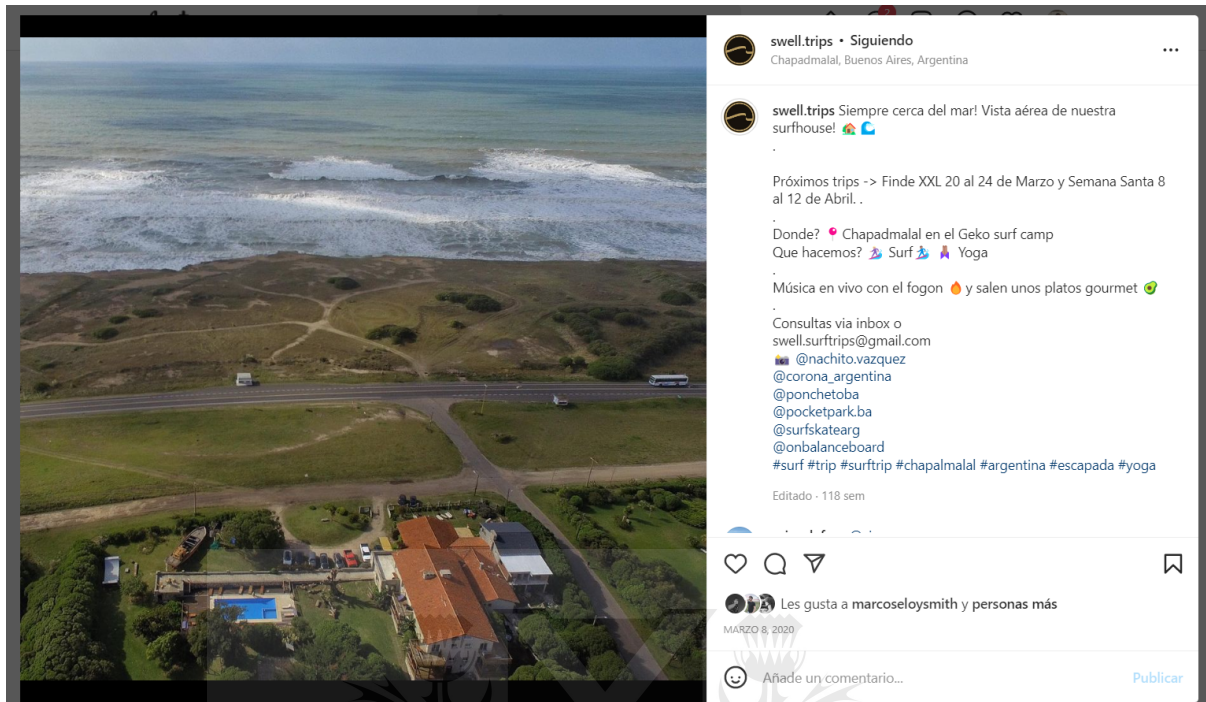 2
swell.trips • Siguiendo
Chapadmalal, Buenos Aires, Argentina
swell.trips Siempre cerca del mar! Vista aérea de nuestra
surfhouse! 🏠 🌊
.
Próximos trips -> Finde XXL 20 al 24 de Marzo y Semana Santa 8
al 12 de Abril. .
.
Donde? 📍 Chapadmalal en el Geko surf camp
Que hacemos? 🏄‍♀️ Surf 🏄‍♂️ 🧘 Yoga
.
Música en vivo con el fogon 🔥 y salen unos platos gourmet 🥑
.
Consultas via inbox o
swell.surftrips@gmail.com
📸 @nachito.vazquez
@corona_argentina
@ponchetoba
@pocketpark.ba
@surfskatearg
@onbalanceboard
#surf #trip #surftrip #chapalmalal #argentina #escapada #yoga
Editado · 118 sem
Les gusta a marcoseloysmith y personas más
MARZO 8, 2020
Añade un comentario...
Publicar